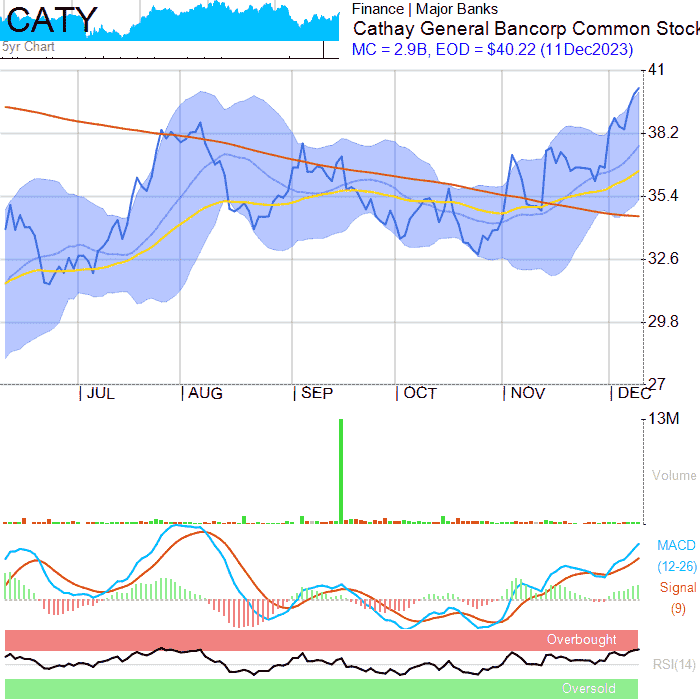 CATY
5yr Chart
Finance | Major Banks
Cathay General Bancorp Common Stock
MC = 2.9B, EOD = $40.22 (11Dec2023)
41
38.2
35.4
32.6
29.8
27
| JUL
| AUG
| SEP
| OCT
| NOV
| DEC
13M
Volume
MACD
(12-26)
Signal
(9)
Overbought
RSI(14)
Oversold